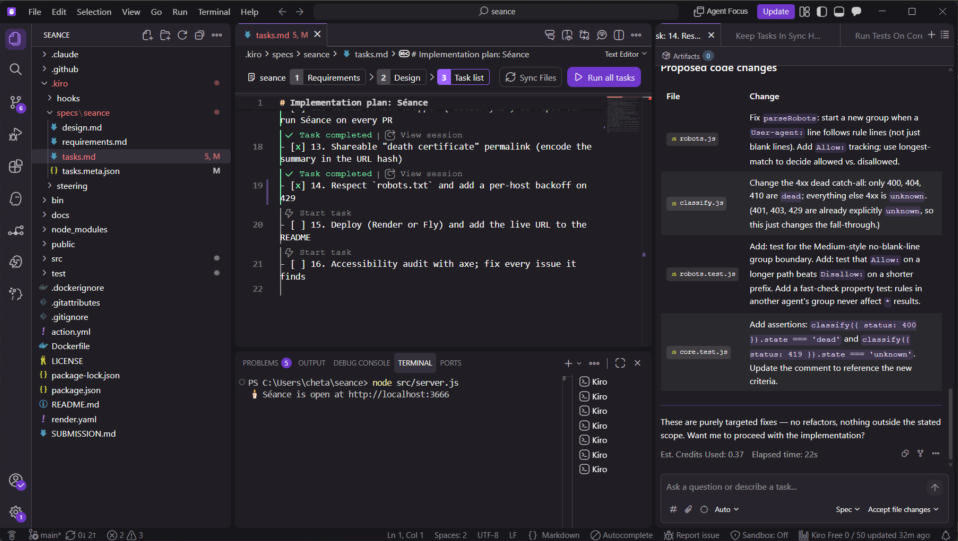 File Edit Selection View Go Run Terminal Help
seance
Agent Focus
Update
SEANCE
.claude
.github
.kiro
hooks
specs\seance
design.md
requirements.md
tasks.md 5, M
tasks.meta.json M
steering
bin
docs
node_modules
public
src
test
.dockerignore
.gitattributes
.gitignore
action.yml
Dockerfile
LICENSE
package-lock.json
package.json
README.md
render.yaml
SUBMISSION.md
tasks.md 5, M
.kiro > specs > seance > tasks.md > # Implementation plan: Séance
Text Editor
seance 1 Requirements 2 Design 3 Task list Sync Files Run all tasks
1 # Implementation plan: Séance
run Séance on every PR
Task completed | View session
18 - [x] 13. Shareable "death certificate" permalink (encode the
summary in the URL hash)
Task completed | View session
19 - [x] 14. Respect `robots.txt` and add a per-host backoff on
429
Start task
20 - [ ] 15. Deploy (Render or Fly) and add the live URL to the
README
Start task
21 - [ ] 16. Accessibility audit with axe; fix every issue it
finds
22
PROBLEMS 5 OUTPUT DEBUG CONSOLE TERMINAL PORTS
PS C:\Users\cheta\seance> node src/server.js
Séance is open at http://localhost:3666
Kiro
Kiro
Kiro
Kiro
Kiro
Kiro
Kiro
sk: 14. Res... Keep Tasks In Sync H... Run Tests On Cor
Artifacts 0
Proposed code changes
File Change
robots.js
Fix parseRobots: start a new group when a
User-agent: line follows rule lines (not just
blank lines). Add Allow: tracking; use longest-
match to decide allowed vs. disallowed.
classify.js
Change the 4xx dead catch-all: only 400, 404,
410 are dead; everything else 4xx is unknown.
(401, 403, 429 are already explicitly unknown, so
this just changes the fall-through.)
robots.test.js
Add: test for the Medium-style no-blank-line
group boundary. Add: test that Allow: on a
longer path beats Disallow: on a shorter
prefix. Add a fast-check property test: rules in
another agent's group never affect * results.
core.test.js
Add assertions: classify({ status: 400
}).state === 'dead' and classify({
status: 419 }).state === 'unknown'.
Update the comment to reference the new
criteria.
These are purely targeted fixes — no refactors, nothing outside the stated
scope. Want me to proceed with the implementation?
Est. Credits Used: 0.37 Elapsed time: 22s
Ask a question or describe a task...
# Auto Spec Accept file changes
main* 0↓ 2↑ 2 3
Ln 1, Col 1 Spaces: 2 UTF-8 LF {} Markdown Autocomplete Report issue Sandbox: Off Kiro Free 0 / 50 updated 32m ago